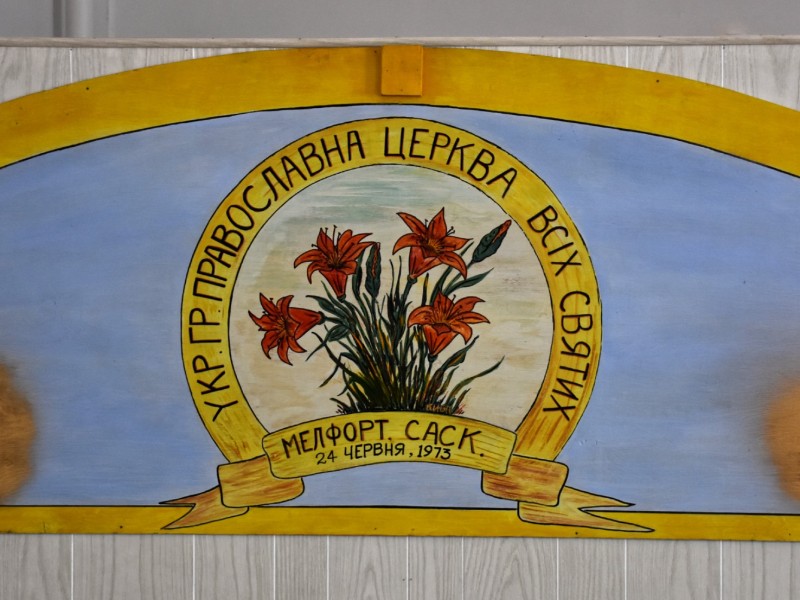 УКР. ГР. ПРАВОСЛАВНА ЦЕРКВА ВСІХ СВЯТИХ
МЕЛФОРТ. САСК.
24 ЧЕРВНЯ, 1973